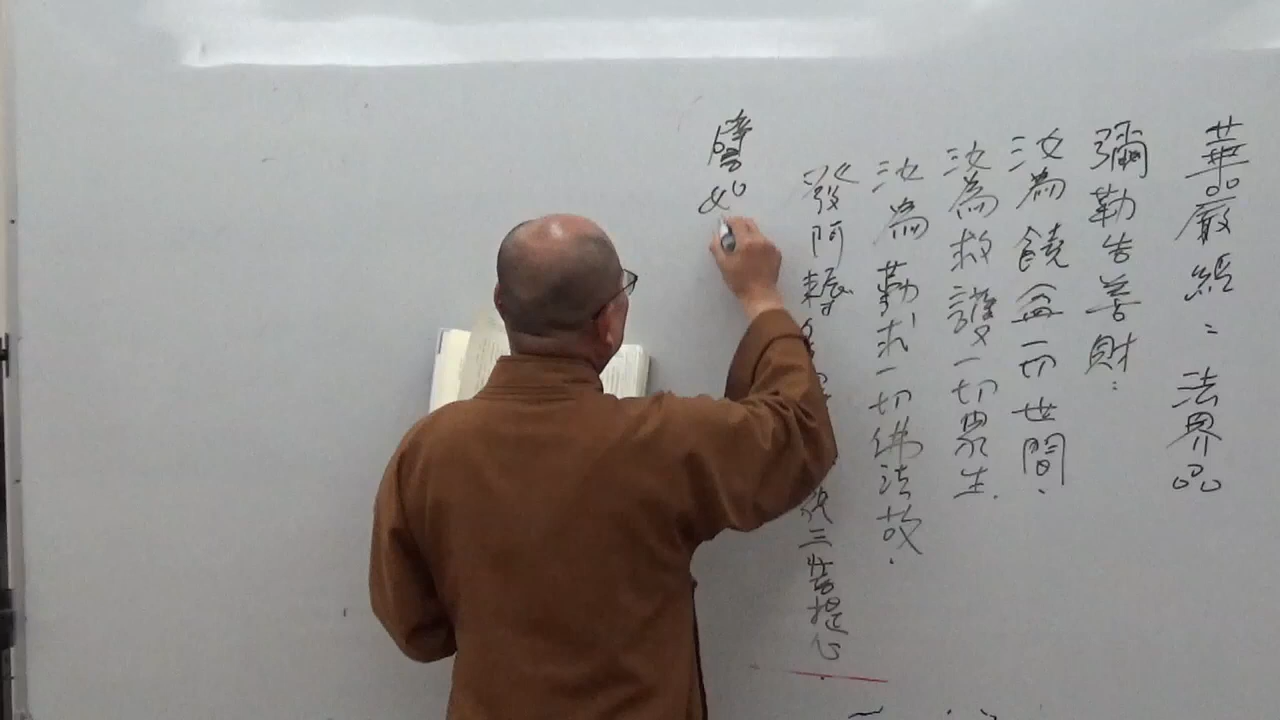 華嚴經：法界品
彌勒告善財：
汝為饒益一切世間．
汝為救護一切眾生．
汝為勤求一切佛法故．
發阿耨三菩提心
譬如